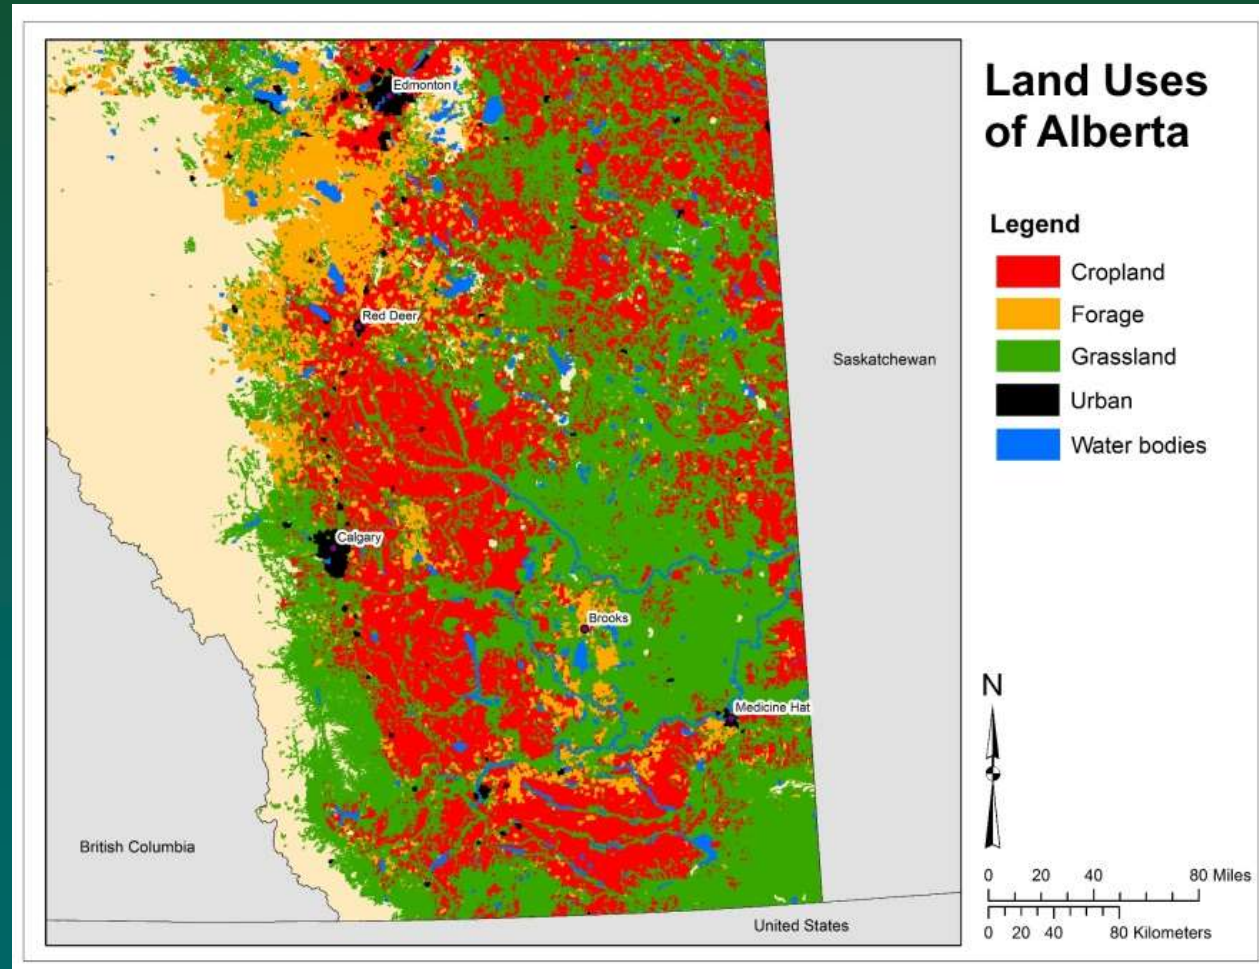 Land Uses
of Alberta
Legend
Cropland
Forage
Grassland
Urban
Water bodies
Edmonton
Red Deer
Saskatchewan
Calgary
Brooks
Medicine Hat
British Columbia
United States
N
0 20 40 80 Miles
0 20 40 80 Kilometers